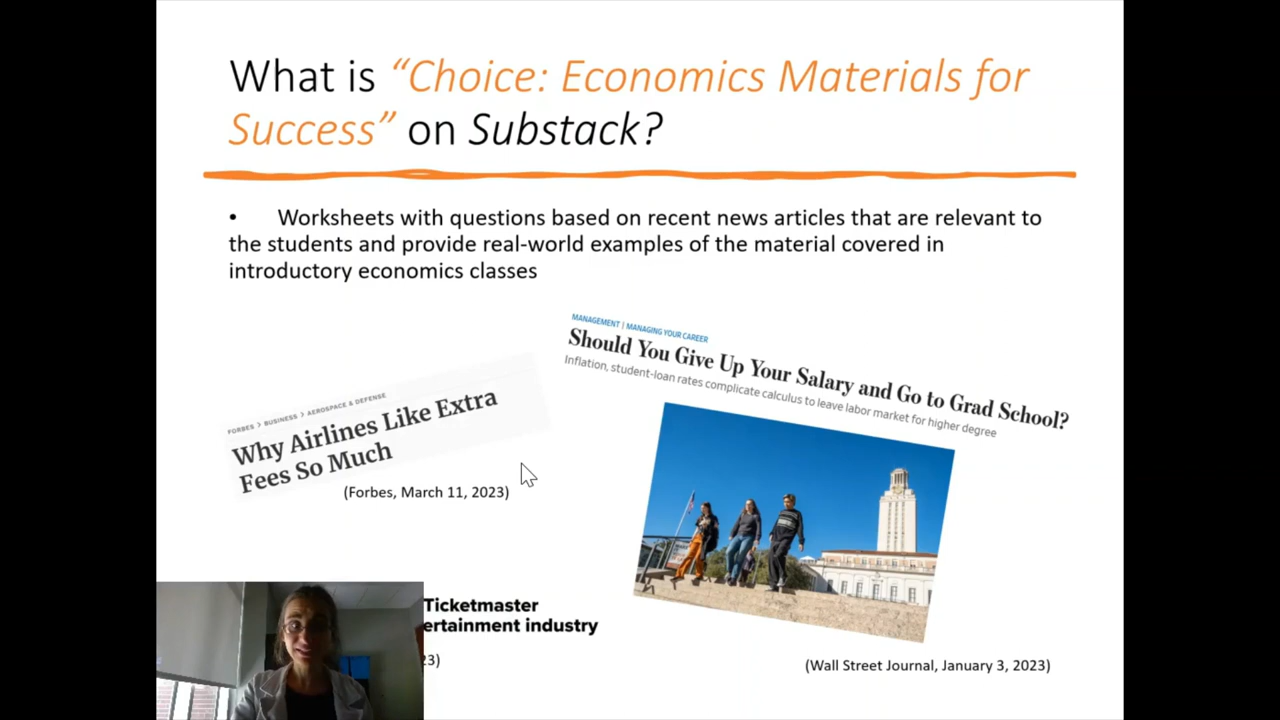 What is “Choice: Economics Materials for
Success” on Substack?
• Worksheets with questions based on recent news articles that are relevant to
the students and provide real-world examples of the material covered in
introductory economics classes
MANAGEMENT | MANAGING YOUR CAREER
Should You Give Up Your Salary and Go to Grad School?
Inflation, student-loan rates complicate calculus to leave labor market for higher degree
FORBES > BUSINESS > AEROSPACE & DEFENSE
Why Airlines Like Extra
Fees So Much
(Forbes, March 11, 2023)
Ticketmaster
ertainment industry
23)
(Wall Street Journal, January 3, 2023)